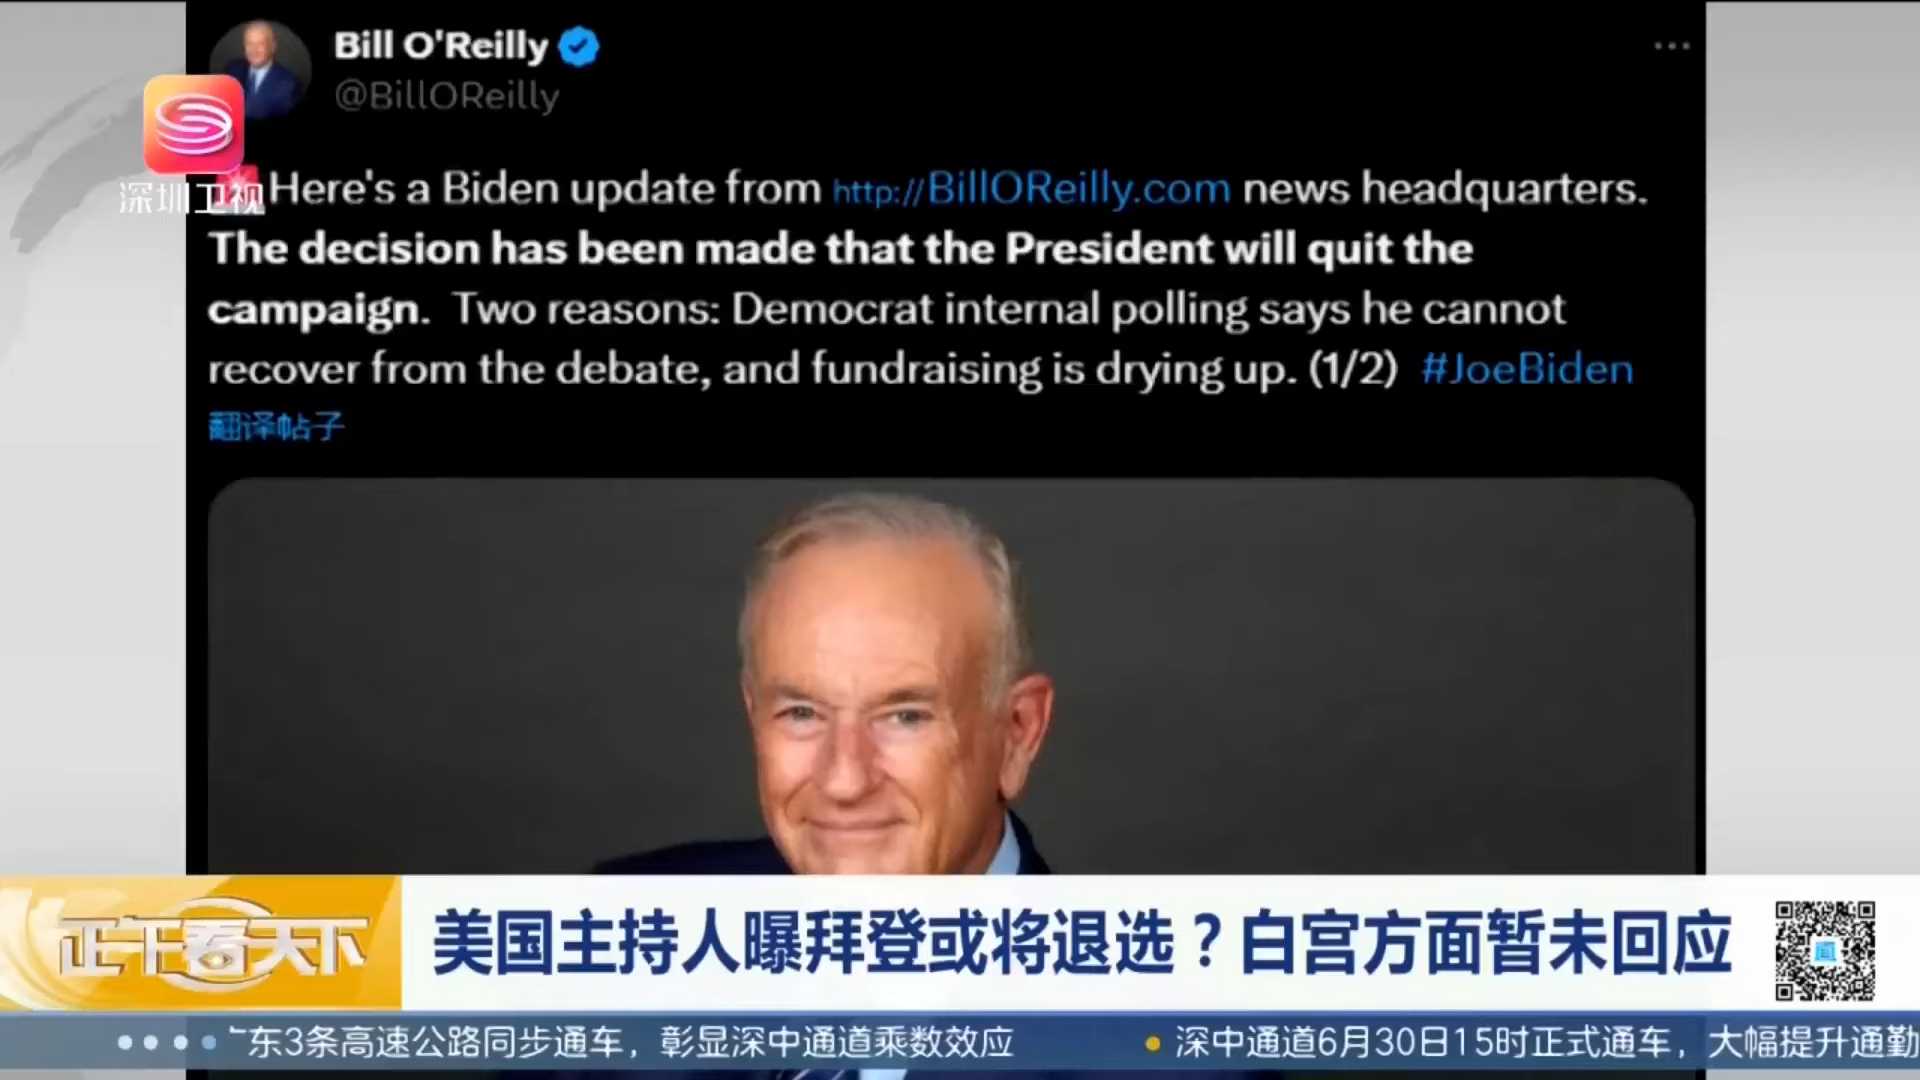 Bill O'Reilly
@BillOReilly
深圳卫视
Here's a Biden update from http://BillOReilly.com news headquarters.
The decision has been made that the President will quit the
campaign. Two reasons: Democrat internal polling says he cannot
recover from the debate, and fundraising is drying up. (1/2) #JoeBiden
翻译帖子
正午看天下
美国主持人曝拜登或将退选？白宫方面暂未回应
东3条高速公路同步通车，彰显深中通道乘数效应
深中通道6月30日15时正式通车，大幅提升通勤